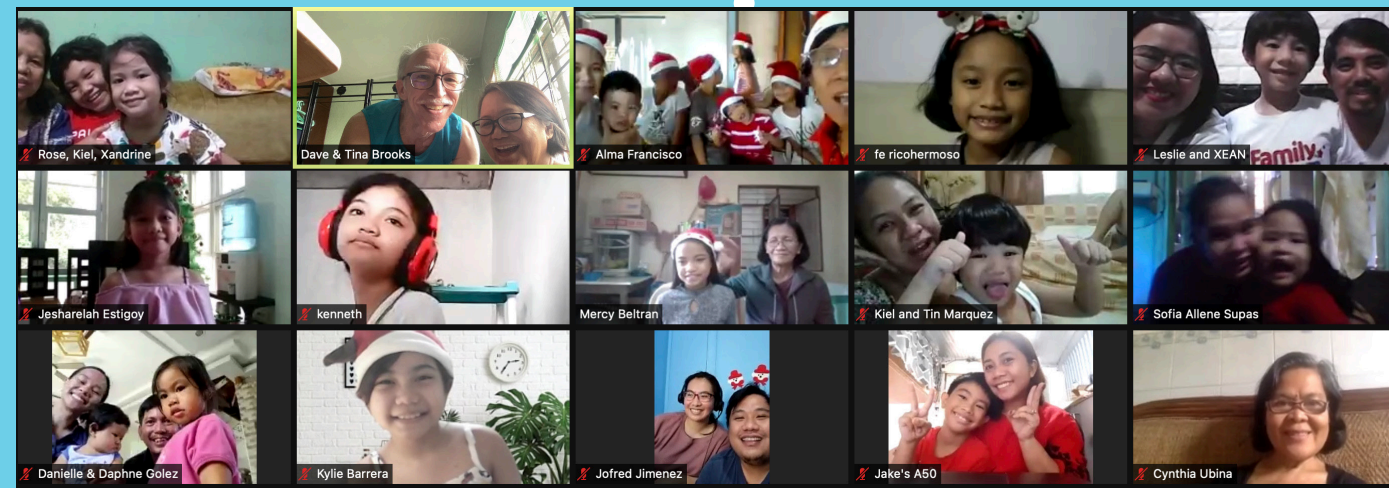 Rose, Kiel, Xandrine
Dave & Tina Brooks
Alma Francisco
fe ricohermoso
Leslie and XEAN
Family
Jesharelah Estigoy
kenneth
Mercy Beltran
Kiel and Tin Marquez
Sofia Allene Supas
Danielle & Daphne Golez
Kylie Barrera
Jofred Jimenez
Jake's A50
Cynthia Ubina